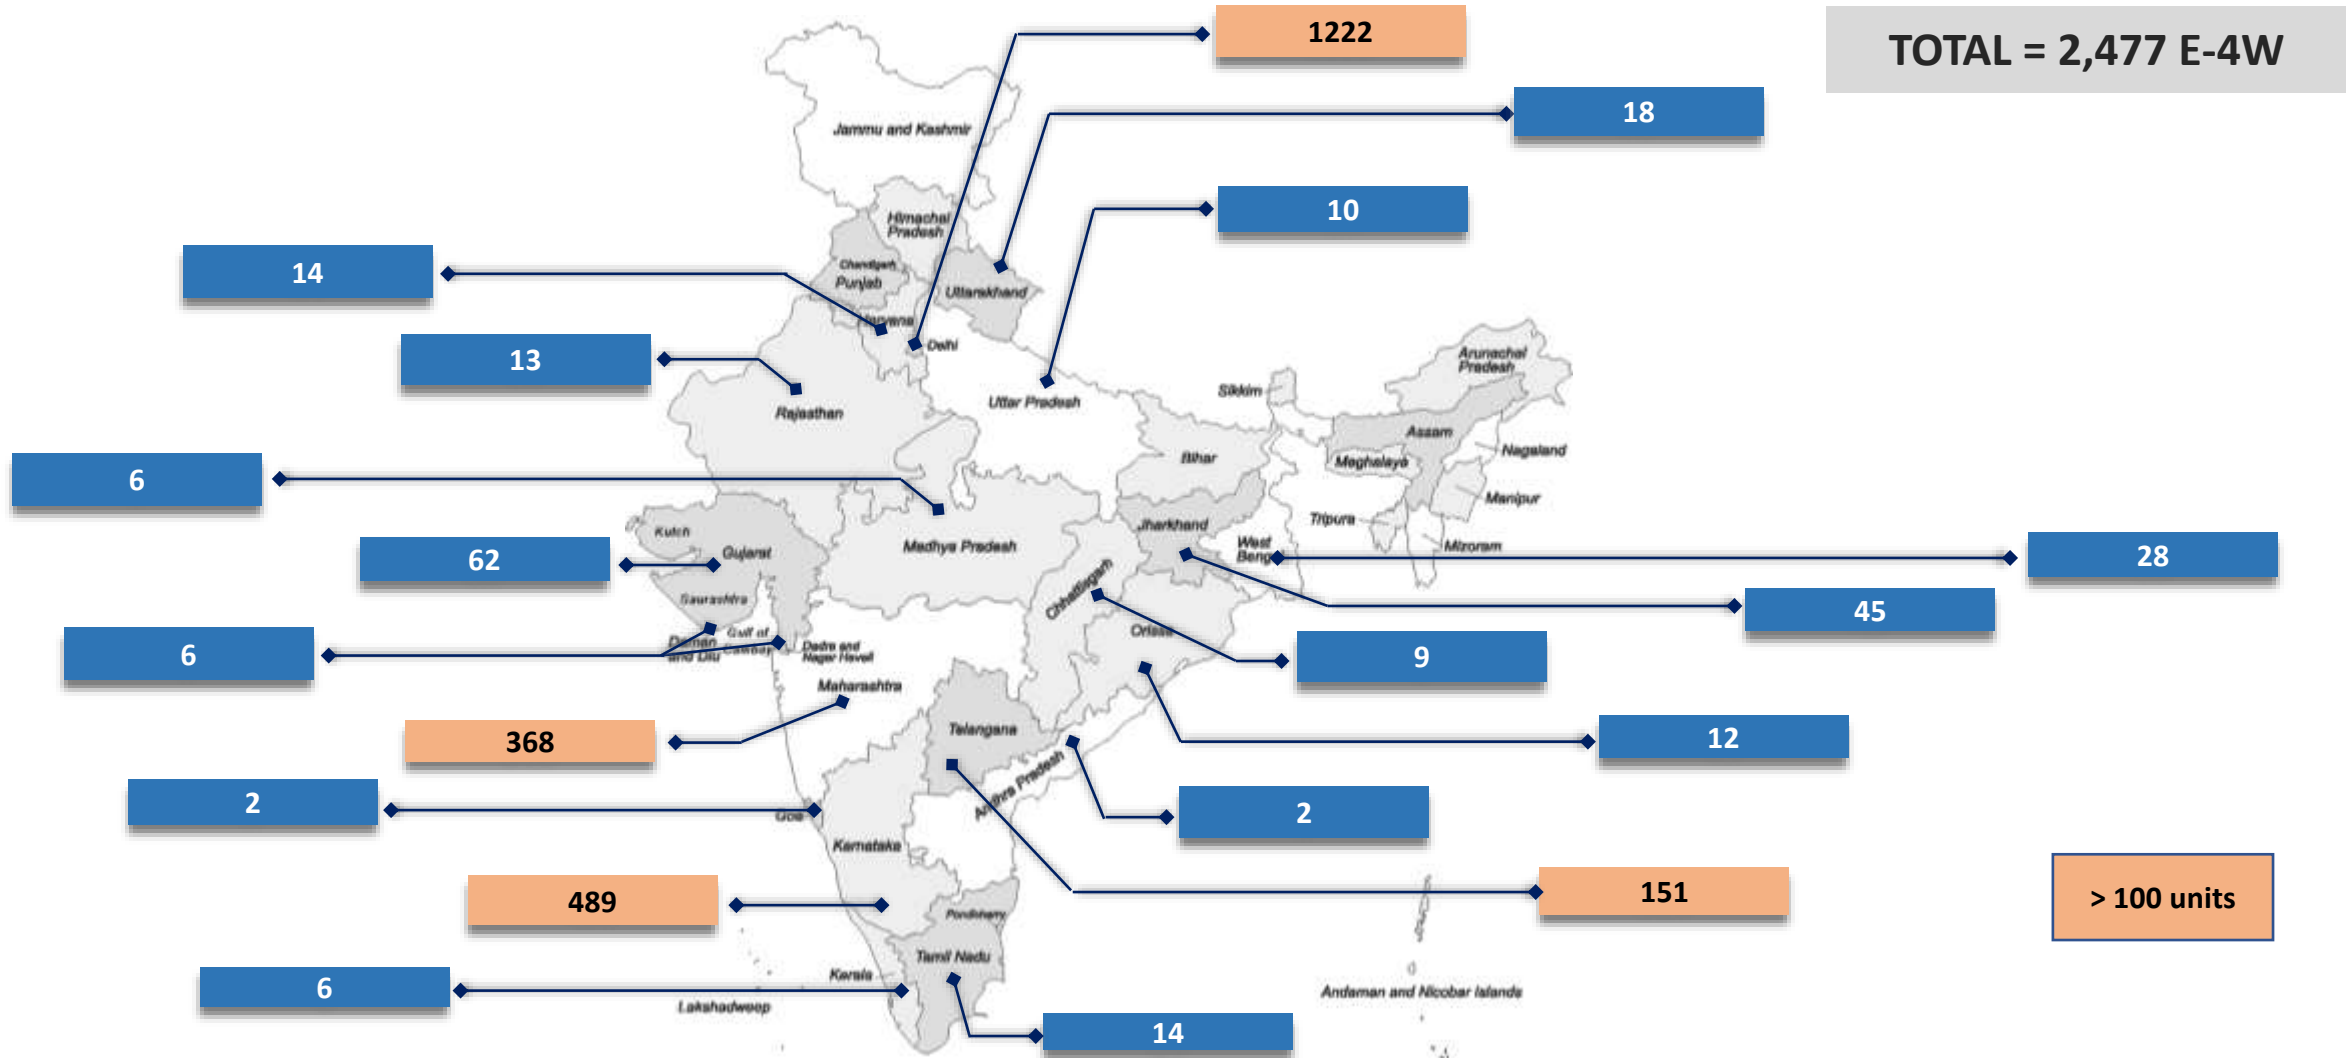 1222
TOTAL = 2,477 E-4W
18
Jammu and Kashmir
10
Himachal
Pradesh
14
Chandigarh
Punjab
Uttarakhand
Haryana
Delhi
13
Arunachal
Pradesh
Sikkim
Uttar Pradesh
Rajasthan
Assam
Nagaland
Bihar
Meghalaya
6
Manipur
Tripura
Jharkhand
Kutch
Gujarat
Madhya Pradesh
West
Beng
Mizoram
62
28
Chhattisgarh
Saurashtra
45
Orissa
Gulf of
Daman
and Diu
Dadra and
Nagar Haveli
6
9
Maharashtra
368
Telangana
12
Andhra Pradesh
2
Goa
2
Karnataka
489
151
> 100 units
Pondicherry
Tamil Nadu
Kerala
6
Lakshadweep
Andaman and Nicobar Islands
14